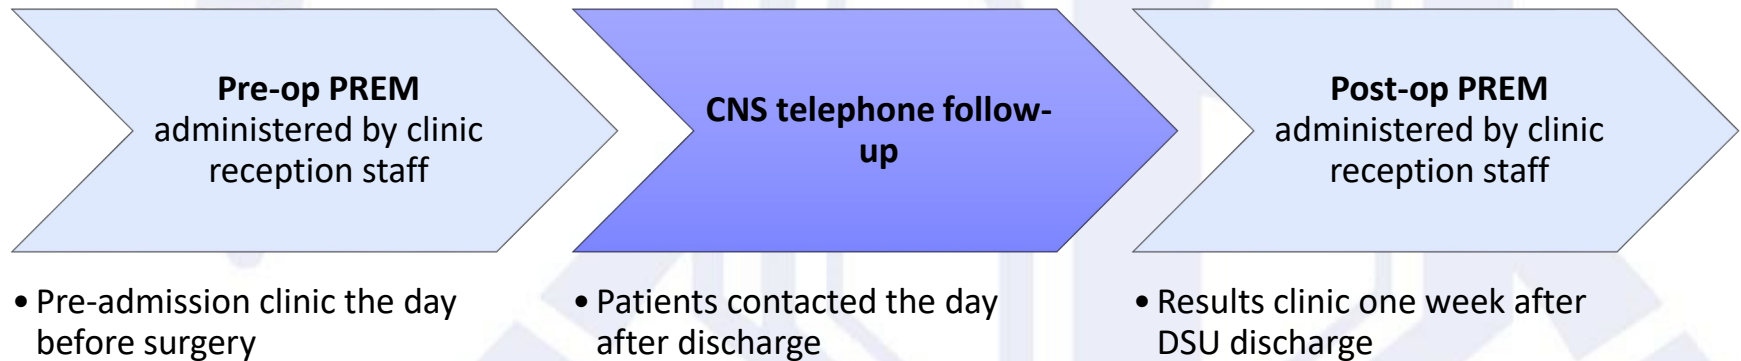 Pre-op PREM
administered by clinic
reception staff
CNS telephone follow-
up
Post-op PREM
administered by clinic
reception staff
• Pre-admission clinic the day
before surgery
• Patients contacted the day
after discharge
• Results clinic one week after
DSU discharge